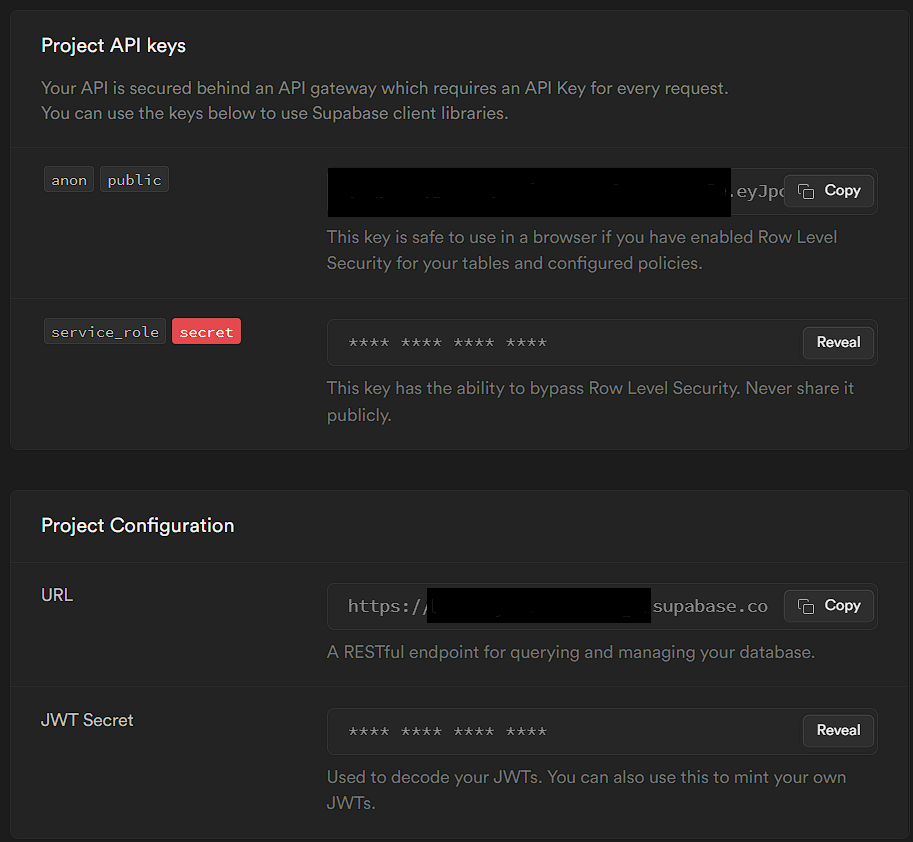 Project API keys
Your API is secured behind an API gateway which requires an API Key for every request.
You can use the keys below to use Supabase client libraries.
anon public
.eyJpc Copy
This key is safe to use in a browser if you have enabled Row Level
Security for your tables and configured policies.
service_role secret
**** **** **** **** Reveal
This key has the ability to bypass Row Level Security. Never share it
publicly.
Project Configuration
URL
https:// supabase.co Copy
A RESTful endpoint for querying and managing your database.
JWT Secret
**** **** **** **** Reveal
Used to decode your JWTs. You can also use this to mint your own
JWTs.